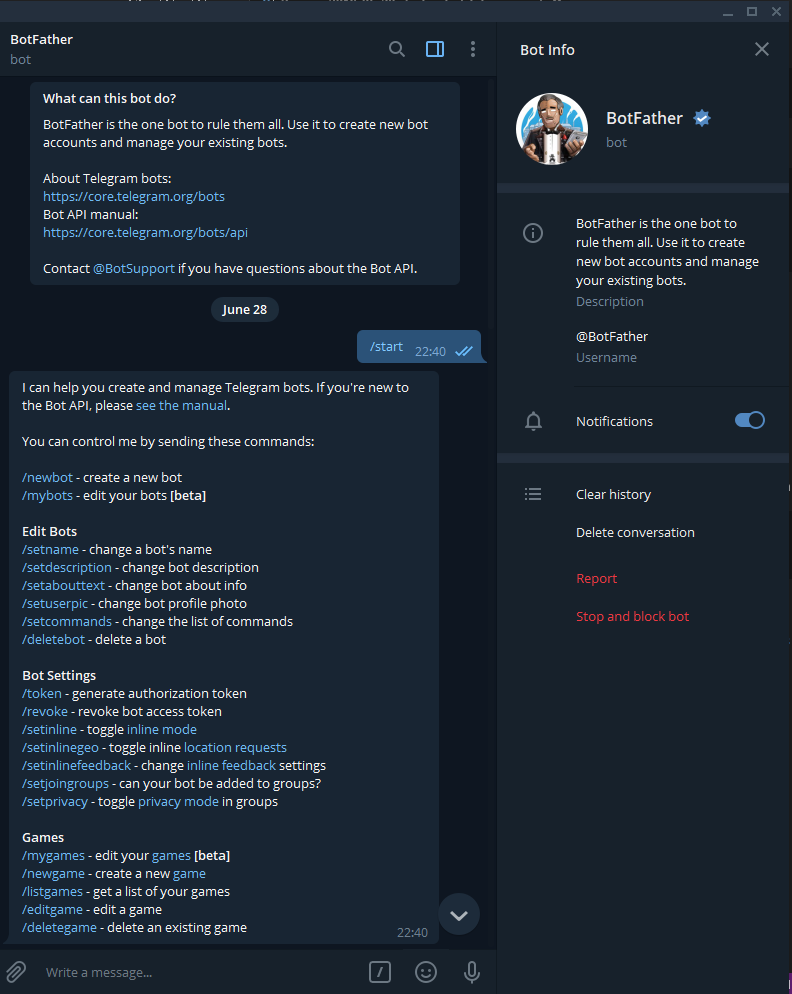 BotFather
bot
What can this bot do?
BotFather is the one bot to rule them all. Use it to create new bot
accounts and manage your existing bots.
About Telegram bots:
https://core.telegram.org/bots
Bot API manual:
https://core.telegram.org/bots/api
Contact @BotSupport if you have questions about the Bot API.
June 28
/start 22:40
I can help you create and manage Telegram bots. If you're new to
the Bot API, please see the manual.
You can control me by sending these commands:
/newbot - create a new bot
/mybots - edit your bots [beta]
Edit Bots
/setname - change a bot's name
/setdescription - change bot description
/setabouttext - change bot about info
/setuserpic - change bot profile photo
/setcommands - change the list of commands
/deletebot - delete a bot
Bot Settings
/token - generate authorization token
/revoke - revoke bot access token
/setinline - toggle inline mode
/setinlinegeo - toggle inline location requests
/setinlinefeedback - change inline feedback settings
/setjoingroups - can your bot be added to groups?
/setprivacy - toggle privacy mode in groups
Games
/mygames - edit your games [beta]
/newgame - create a new game
/listgames - get a list of your games
/editgame - edit a game
/deletegame - delete an existing game
22:40
Write a message...
Bot Info
BotFather
bot
BotFather is the one bot to
rule them all. Use it to create
new bot accounts and manage
your existing bots.
Description
@BotFather
Username
Notifications
Clear history
Delete conversation
Report
Stop and block bot